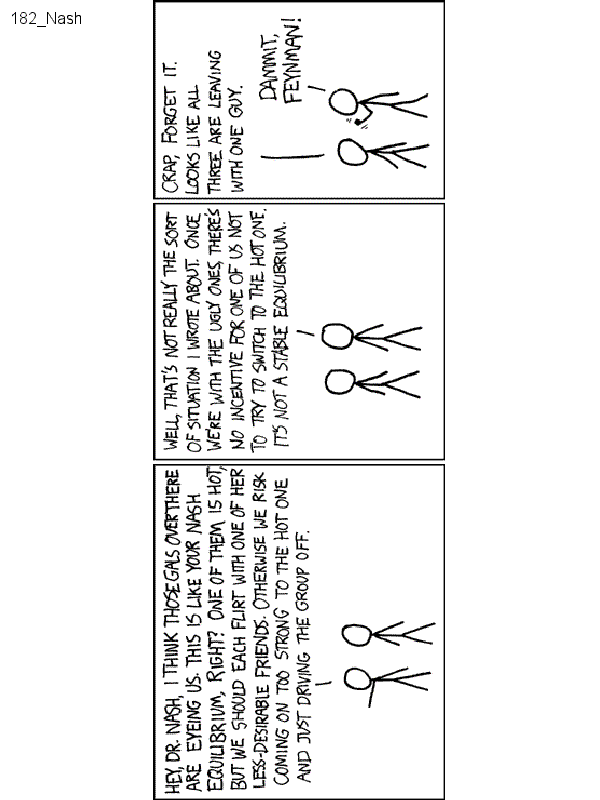 182_Nash
HEY, DR. NASH, I THINK THOSE GALS OVER THERE
ARE EYEING US. THIS IS LIKE YOUR NASH
EQUILIBRIUM, RIGHT? ONE OF THEM IS HOT,
BUT WE SHOULD EACH FLIRT WITH ONE OF HER
LESS-DESIRABLE FRIENDS. OTHERWISE WE RISK
COMING ON TOO STRONG TO THE HOT ONE
AND JUST DRIVING THE GROUP OFF.
WELL, THAT'S NOT REALLY THE SORT
OF SITUATION I WROTE ABOUT. ONCE
WE'RE WITH THE UGLY ONES, THERE'S
NO INCENTIVE FOR ONE OF US NOT
TO TRY TO SWITCH TO THE HOT ONE.
IT'S NOT A STABLE EQUILIBRIUM.
CRAP, FORGET IT.
LOOKS LIKE ALL
THREE ARE LEAVING
WITH ONE GUY.
DAMMIT,
FEYNMAN!